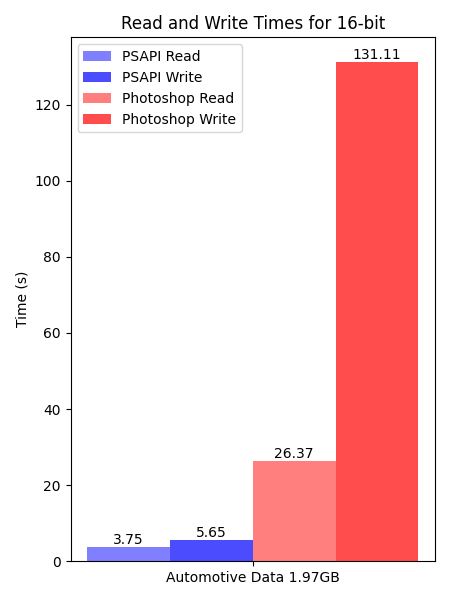 Read and Write Times for 16-bit
PSAPI Read
PSAPI Write
Photoshop Read
Photoshop Write
131.11
120
100
80
60
40
20
0
Time (s)
3.75
5.65
26.37
Automotive Data 1.97GB